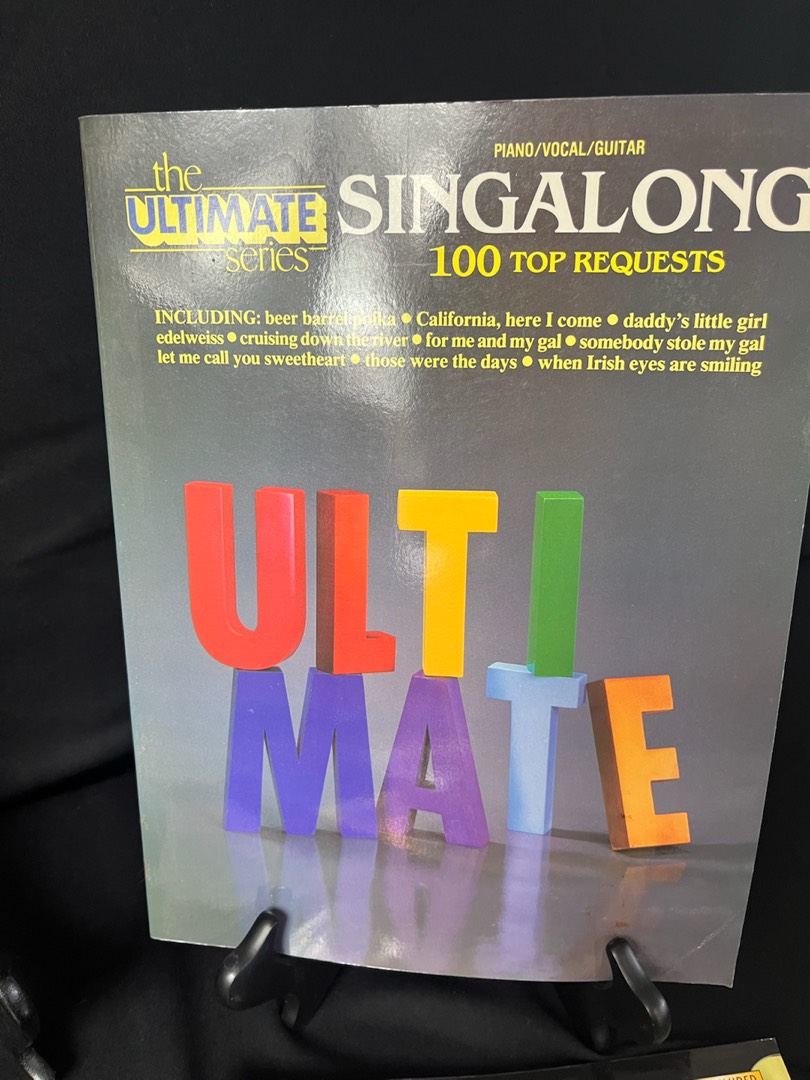 PIANO/VOCAL/GUITAR
the
ULTIMATE
series
SINGALONG
100 TOP REQUESTS
INCLUDING: beer barrel polka • California, here I come • daddy's little girl
edelweiss • cruising down the river • for me and my gal • somebody stole my gal
let me call you sweetheart • those were the days • when Irish eyes are smiling
ULTI
MATE